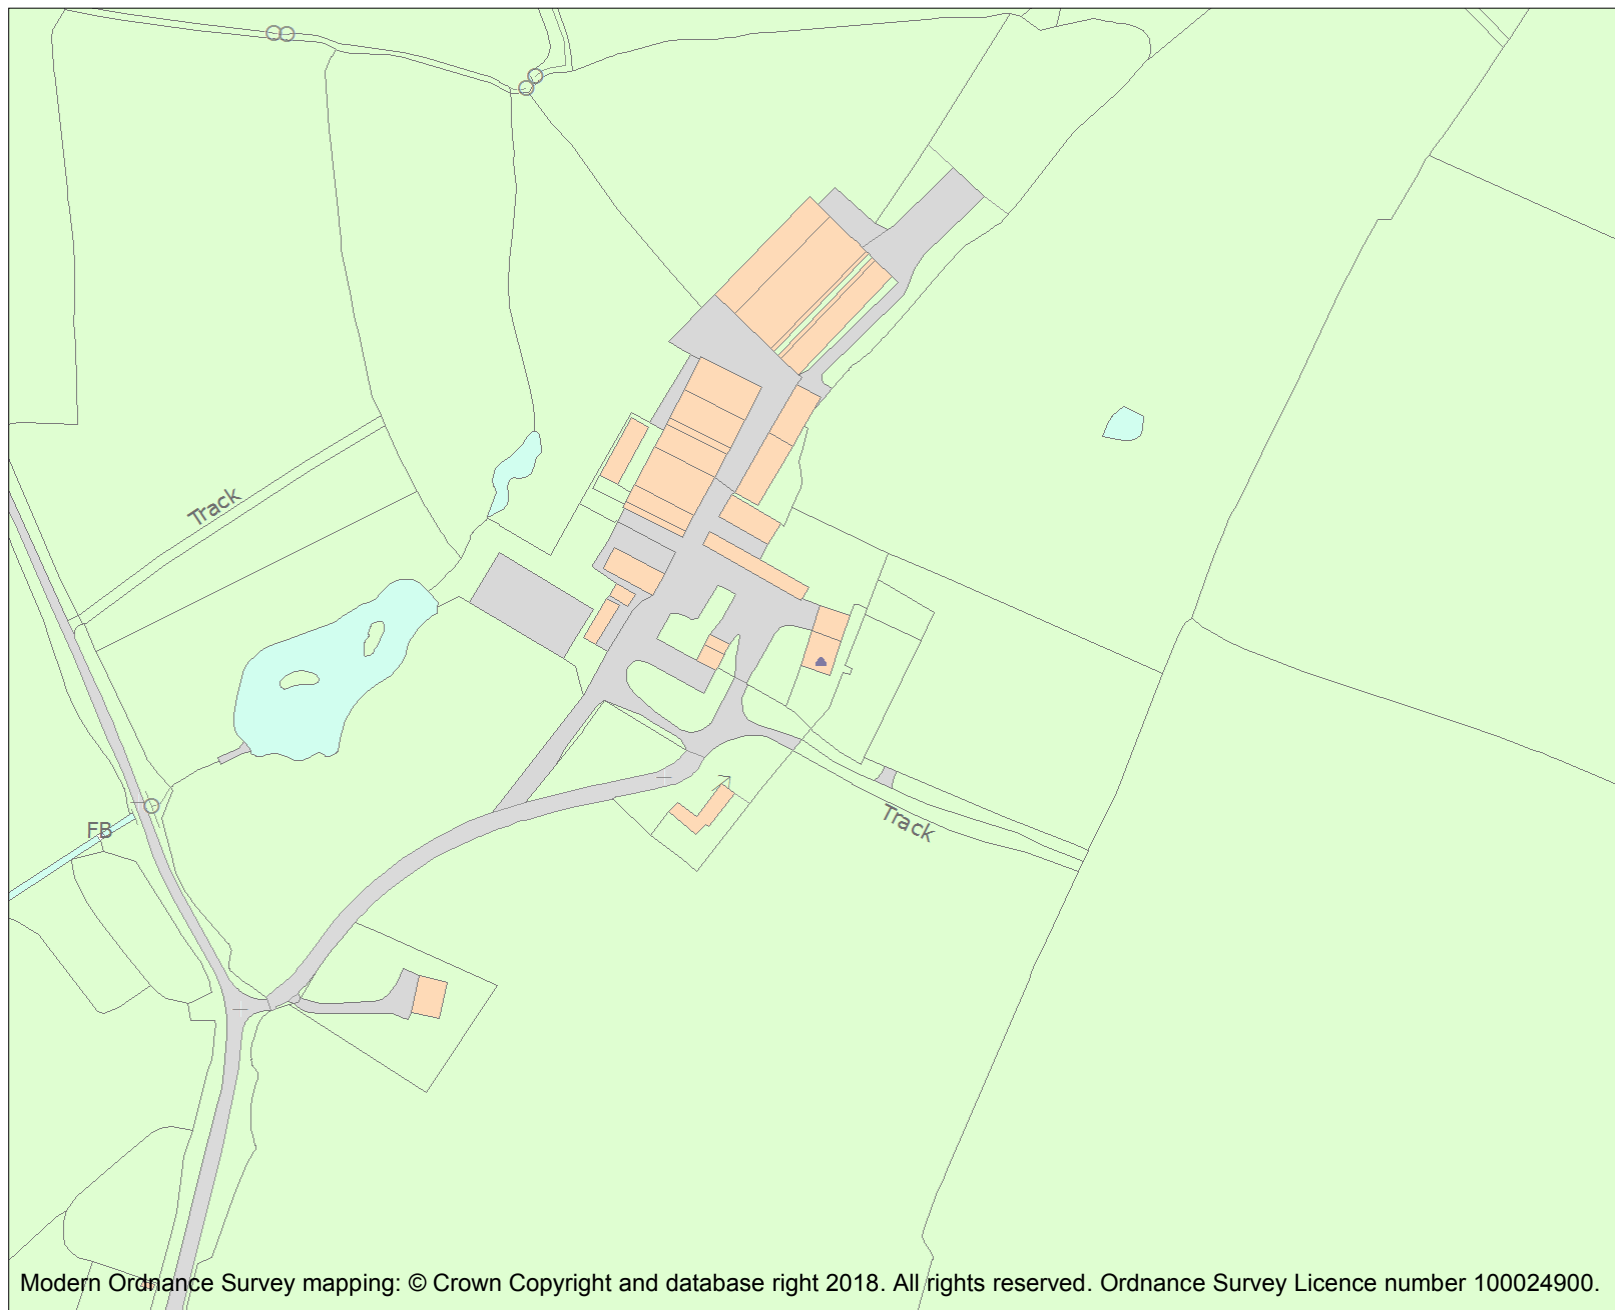 Track
FB
Track
Modern Ordnance Survey mapping: © Crown Copyright and database right 2018. All rights reserved. Ordnance Survey Licence number 100024900.